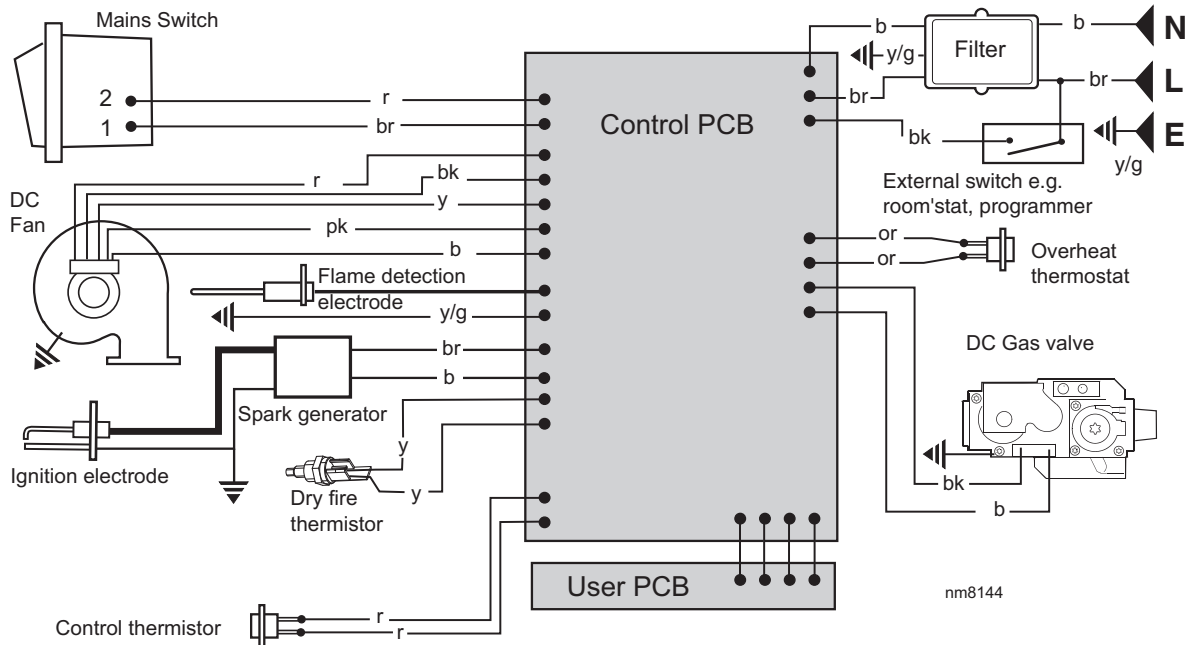 Mains Switch
2
1
r
br
DC
Fan
r
bk
y
pk
b
Flame detection
electrode
y/g
br
b
Spark generator
Ignition electrode
y
y
Dry fire
thermistor
Control thermistor
r
r
Control PCB
User PCB
b
Filter
b
N
y/g
br
br
L
bk
E
y/g
External switch e.g.
room'stat, programmer
or
or
Overheat
thermostat
DC Gas valve
bk
b
nm8144